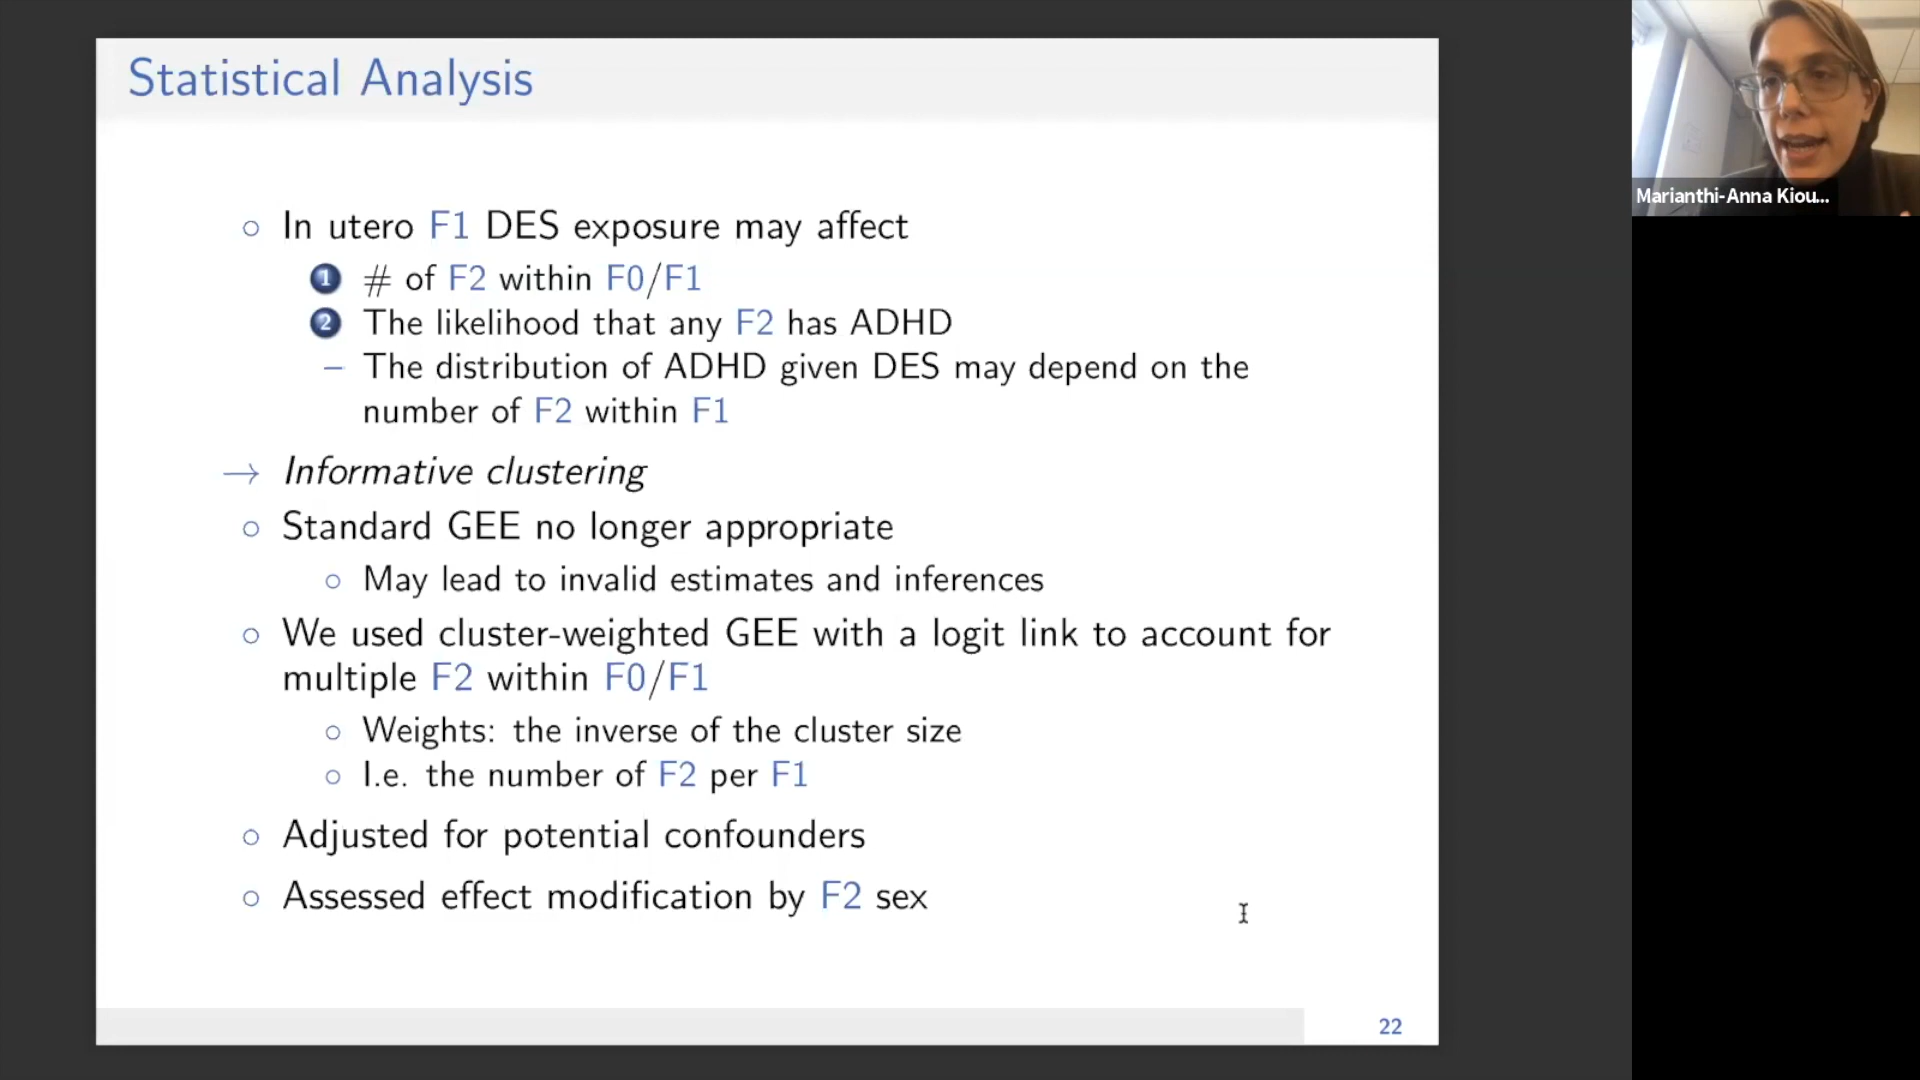 Statistical Analysis
○ In utero F1 DES exposure may affect
1 # of F2 within F0/F1
2 The likelihood that any F2 has ADHD
– The distribution of ADHD given DES may depend on the
number of F2 within F1
→ Informative clustering
○ Standard GEE no longer appropriate
○ May lead to invalid estimates and inferences
○ We used cluster-weighted GEE with a logit link to account for
multiple F2 within F0/F1
○ Weights: the inverse of the cluster size
○ I.e. the number of F2 per F1
○ Adjusted for potential confounders
○ Assessed effect modification by F2 sex
22
Marianthi-Anna Kiou...